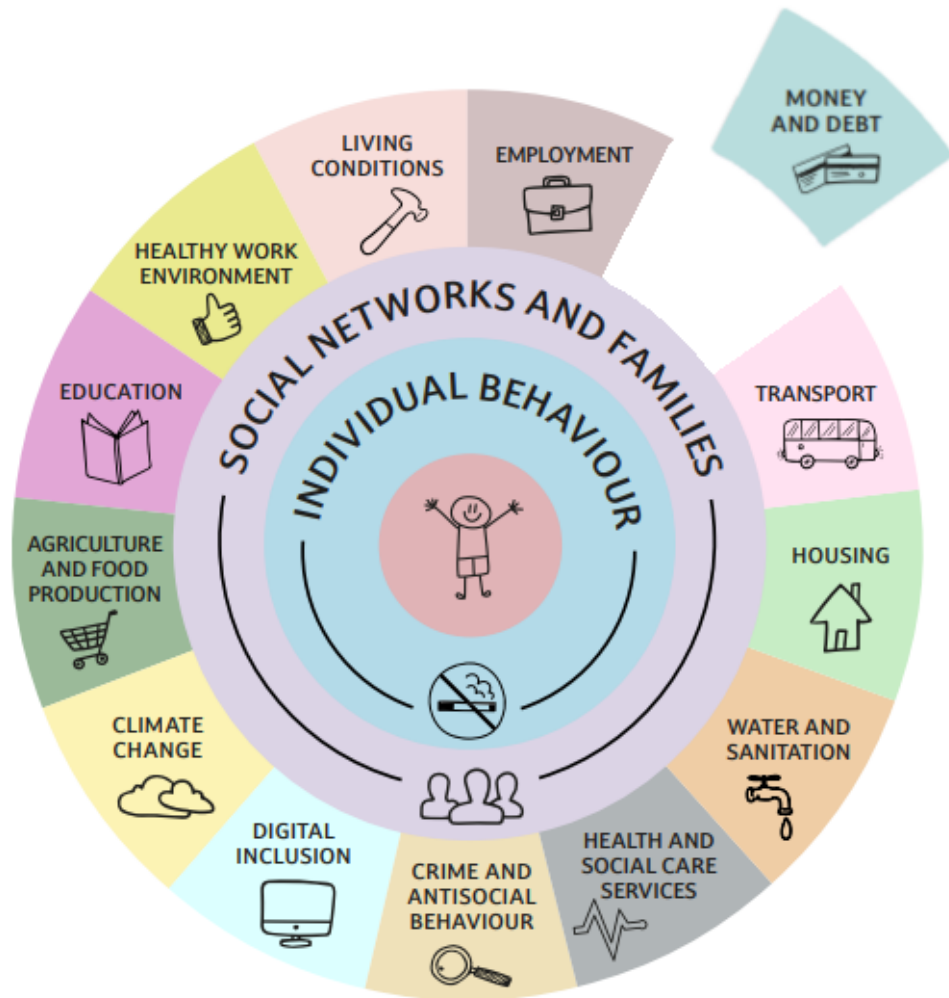 MONEY
AND DEBT
LIVING
CONDITIONS
EMPLOYMENT
HEALTHY WORK
ENVIRONMENT
SOCIAL NETWORKS AND FAMILIES
INDIVIDUAL BEHAVIOUR
EDUCATION
TRANSPORT
AGRICULTURE
AND FOOD
PRODUCTION
HOUSING
CLIMATE
CHANGE
WATER AND
SANITATION
DIGITAL
INCLUSION
CRIME AND
ANTISOCIAL
BEHAVIOUR
HEALTH AND
SOCIAL CARE
SERVICES